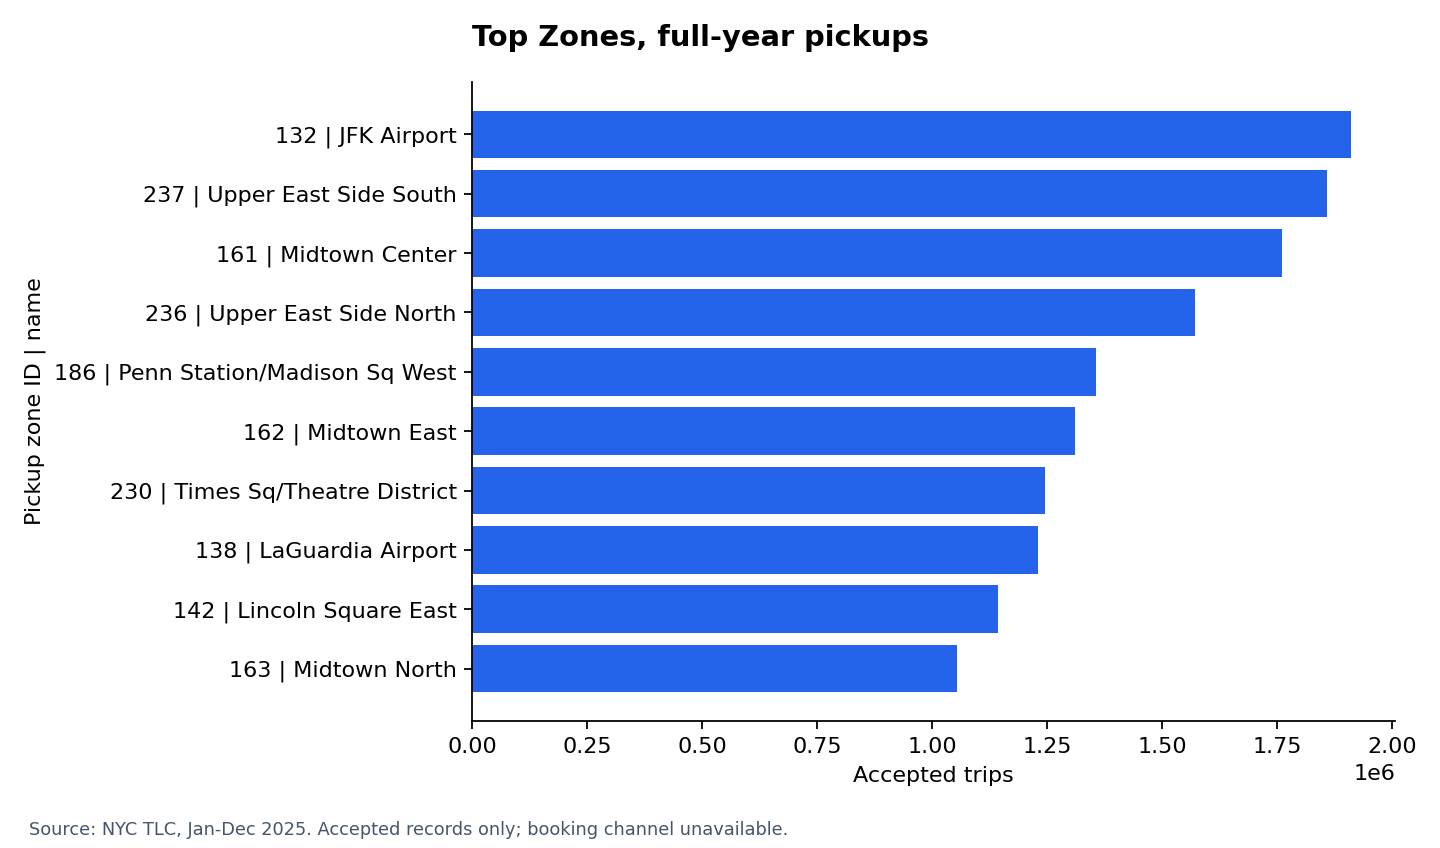 Top Zones, full-year pickups
Pickup zone ID | name
132 | JFK Airport
237 | Upper East Side South
161 | Midtown Center
236 | Upper East Side North
186 | Penn Station/Madison Sq West
162 | Midtown East
230 | Times Sq/Theatre District
138 | LaGuardia Airport
142 | Lincoln Square East
163 | Midtown North
0.00 0.25 0.50 0.75 1.00 1.25 1.50 1.75 2.00
1e6
Accepted trips
Source: NYC TLC, Jan-Dec 2025. Accepted records only; booking channel unavailable.